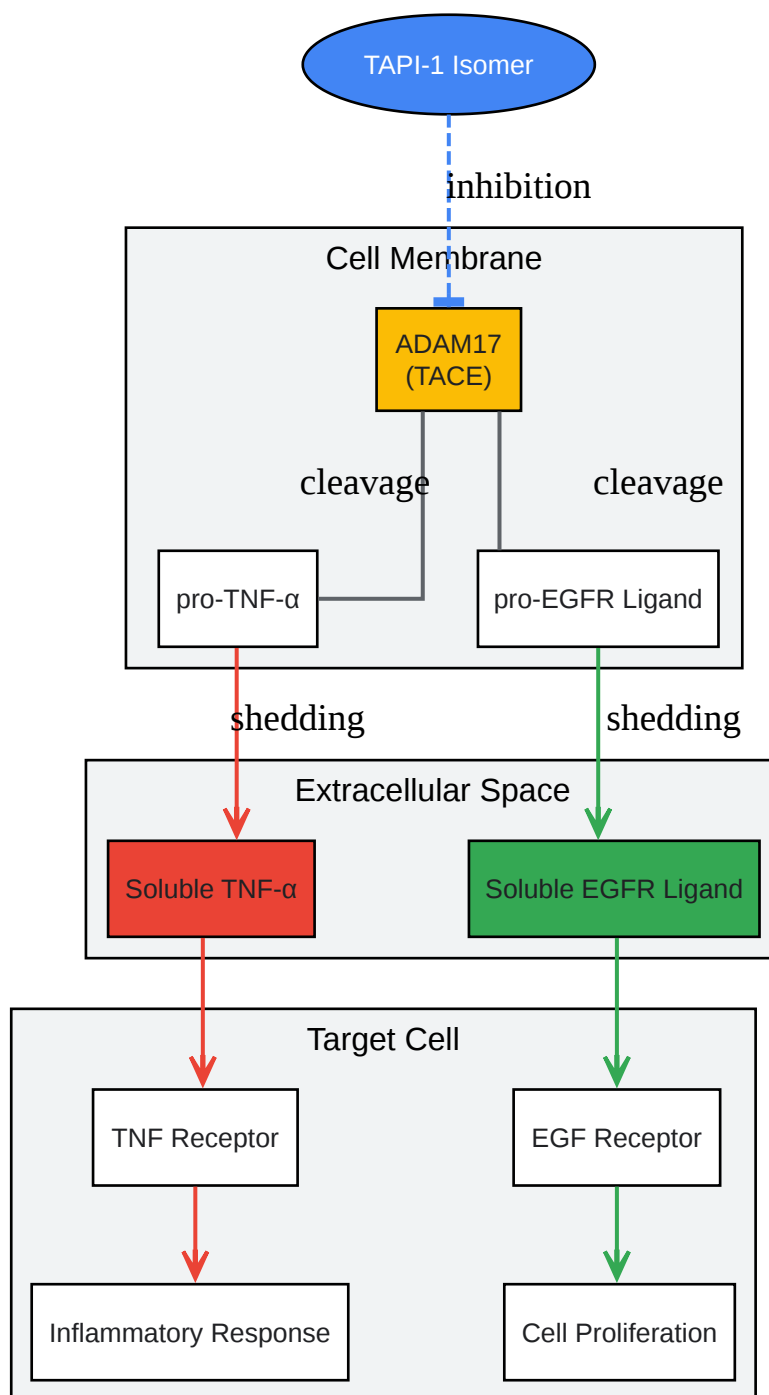 TAPI-1 Isomer
inhibition
Cell Membrane
ADAM17
(TACE)
cleavage
cleavage
pro-TNF-α
pro-EGFR Ligand
shedding
shedding
Extracellular Space
Soluble TNF-α
Soluble EGFR Ligand
Target Cell
TNF Receptor
EGF Receptor
Inflammatory Response
Cell Proliferation